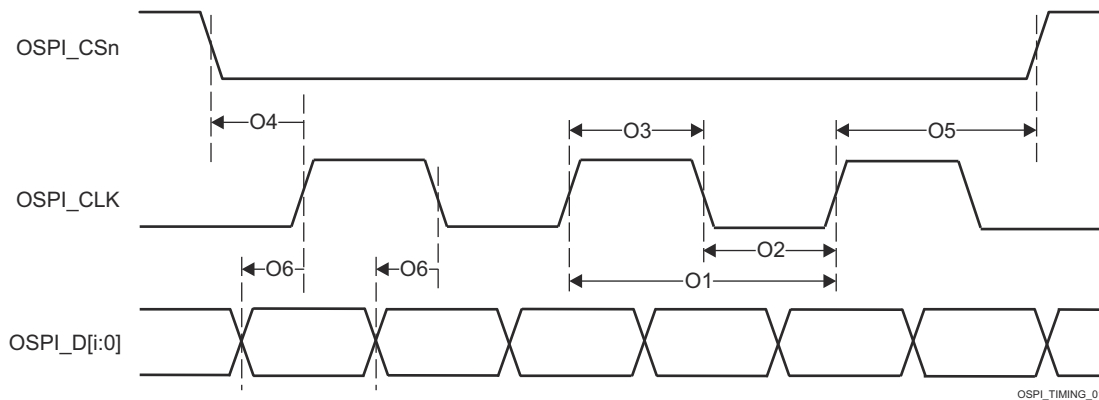 OSPI_CSn
O4
O3
O5
OSPI_CLK
O2
O6
O6
O1
OSPI_D[i:0]
OSPI_TIMING_0